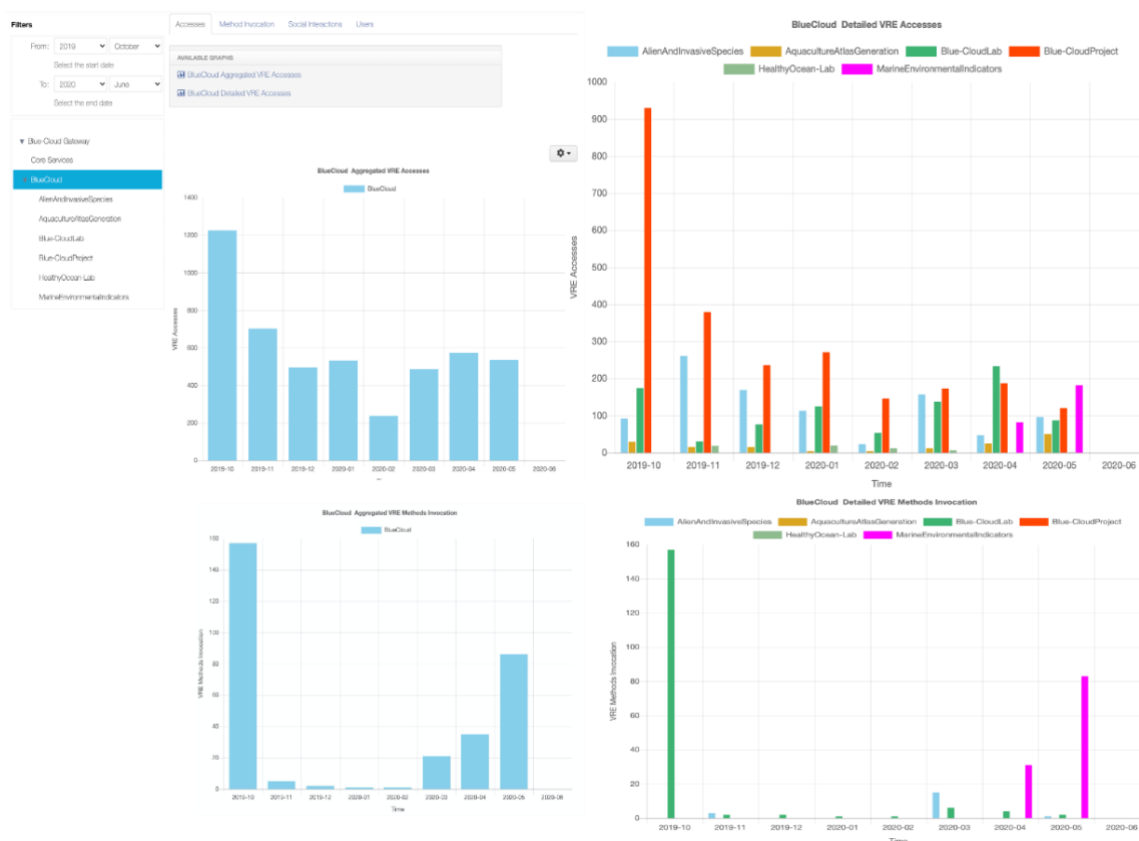 Filters
From: 2019 October
Select the start date
To: 2020 June
Select the end date
Blue-Cloud Gateway
Core Services
BlueCloud
AlienAndInvasiveSpecies
AquacultureAtlasGeneration
Blue-CloudLab
Blue-CloudProject
HealthyOcean-Lab
MarineEnvironmentalIndicators
Accesses Method Invocation Social Interactions Users
AVAILABLE GRAPHS
BlueCloud Aggregated VRE Accesses
BlueCloud Detailed VRE Accesses
BlueCloud Aggregated VRE Accesses
BlueCloud
VRE Accesses
1400
1200
1000
800
600
400
200
0
2019-10 2019-11 2019-12 2020-01 2020-02 2020-03 2020-04 2020-05 2020-06
BlueCloud Detailed VRE Accesses
AlienAndInvasiveSpecies AquacultureAtlasGeneration Blue-CloudLab Blue-CloudProject
HealthyOcean-Lab MarineEnvironmentalIndicators
VRE Accesses
1000
900
800
700
600
500
400
300
200
100
0
2019-10 2019-11 2019-12 2020-01 2020-02 2020-03 2020-04 2020-05 2020-06
Time
BlueCloud Aggregated VRE Methods Invocation
BlueCloud
VRE Methods Invocation
160
140
120
100
80
60
40
20
0
2019-10 2019-11 2019-12 2020-01 2020-02 2020-03 2020-04 2020-05 2020-06
Time
BlueCloud Detailed VRE Methods Invocation
AlienAndInvasiveSpecies AquacultureAtlasGeneration Blue-CloudLab Blue-CloudProject
HealthyOcean-Lab MarineEnvironmentalIndicators
VRE Methods Invocation
160
140
120
100
80
60
40
20
0
2019-10 2019-11 2019-12 2020-01 2020-02 2020-03 2020-04 2020-05 2020-06
Time